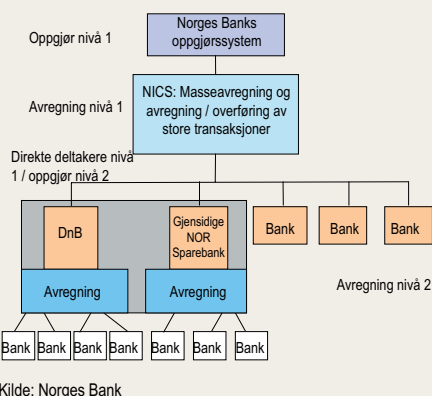 Oppgjør nivå 1
Norges Banks
oppgjørssystem
Avregning nivå 1
NICS: Masseavregning og
avregning / overføring av
store transaksjoner
Direkte deltakere nivå
1 / oppgjør nivå 2
DnB
Gjensidige
NOR
Sparebank
Bank
Bank
Bank
Avregning
Avregning
Avregning nivå 2
Bank
Bank
Bank
Bank
Bank
Bank
Bank
Kilde: Norges Bank